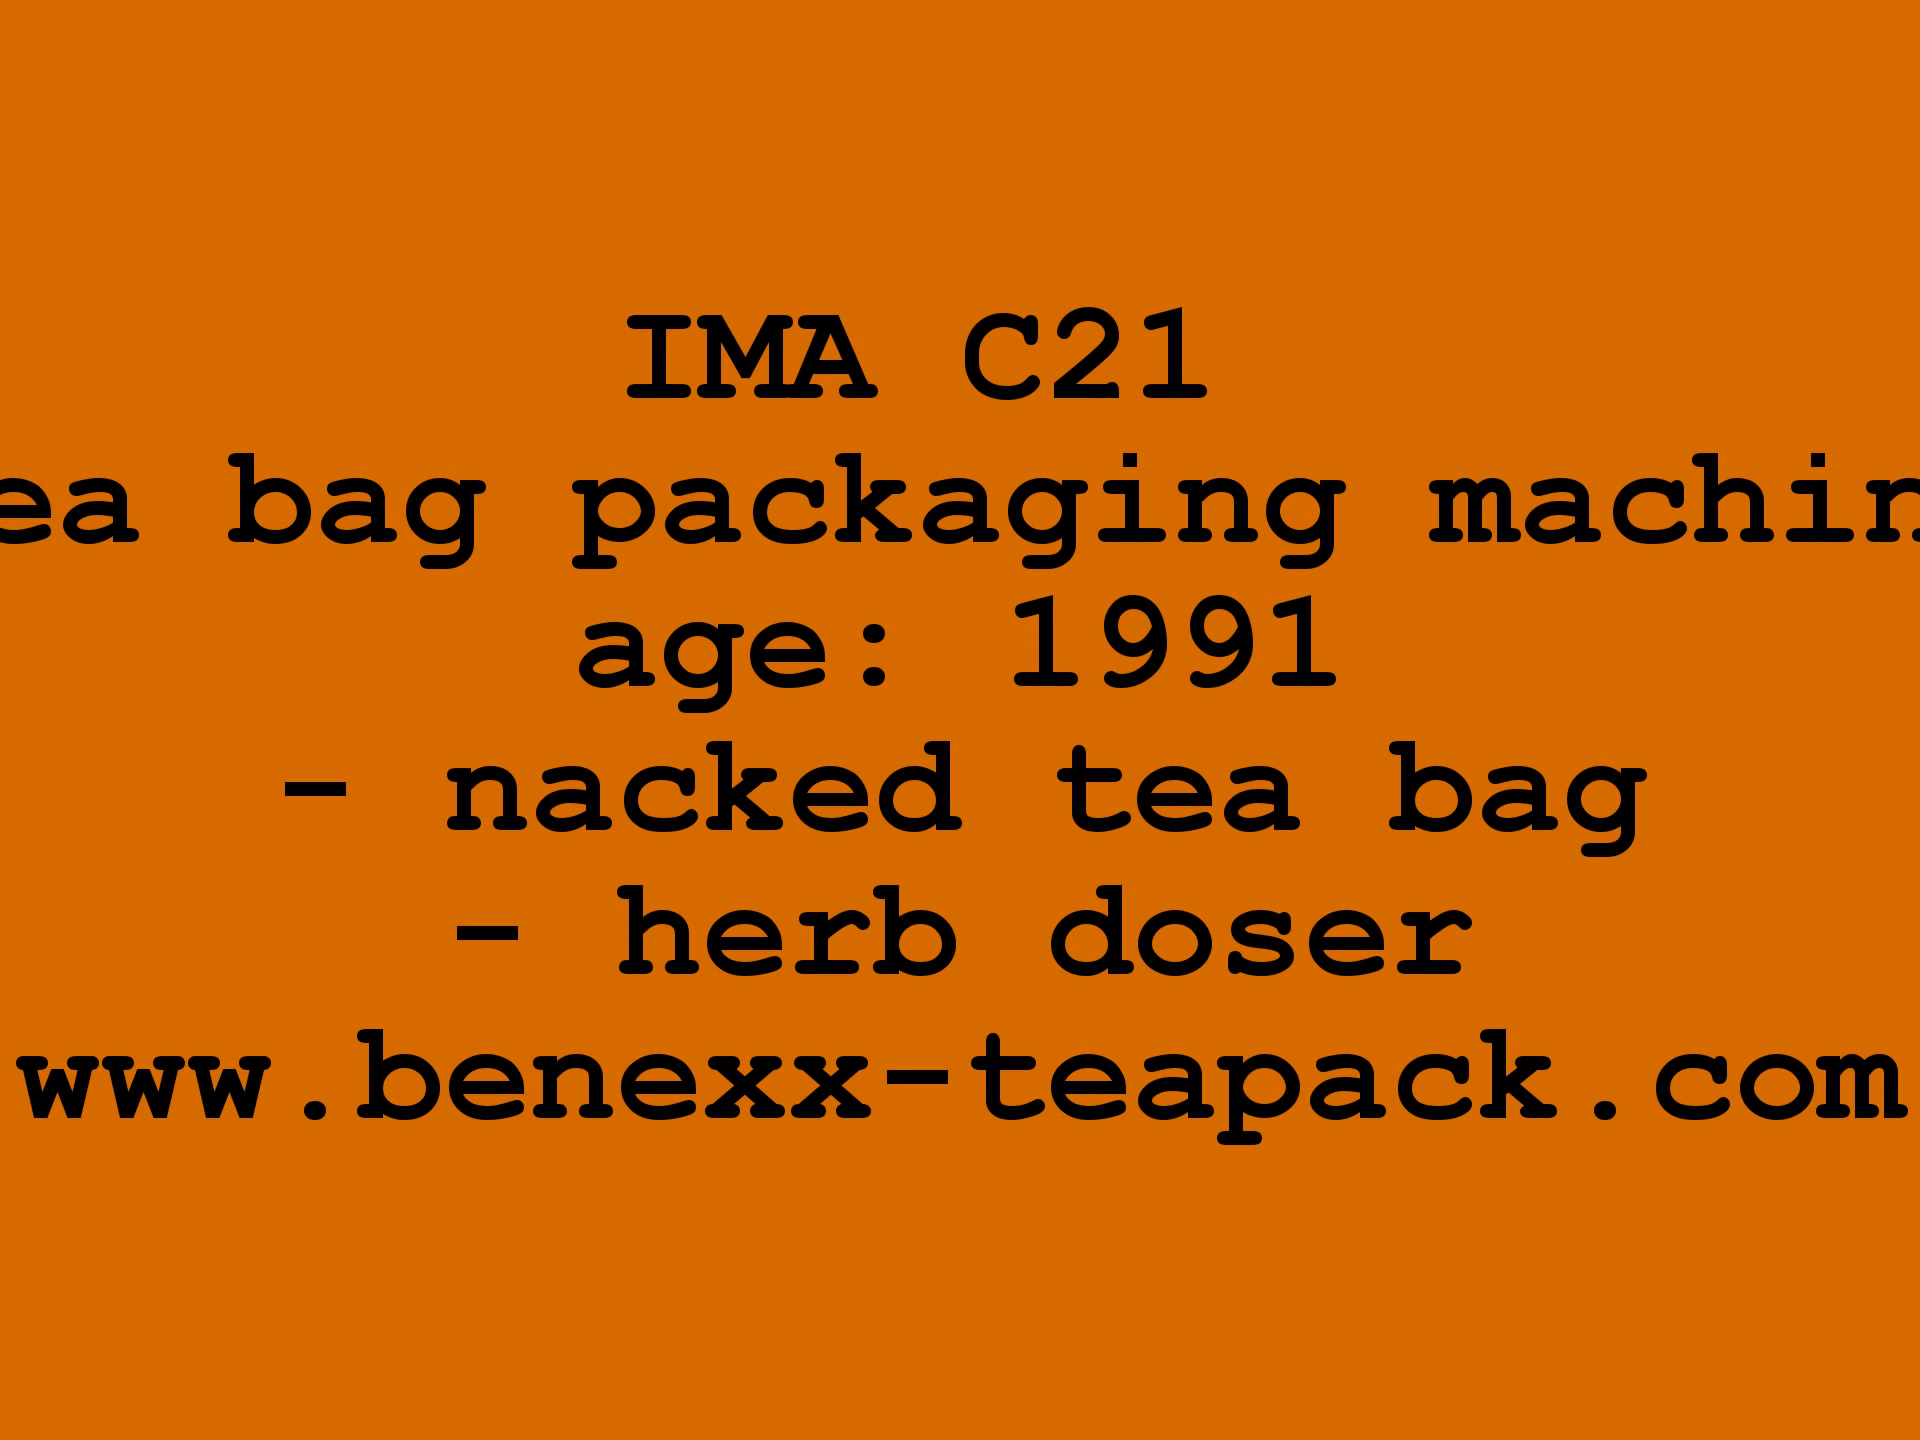 IMA C21
ea bag packaging machin
age: 1991
- nacked tea bag
- herb doser
www.benexx-teapack.com